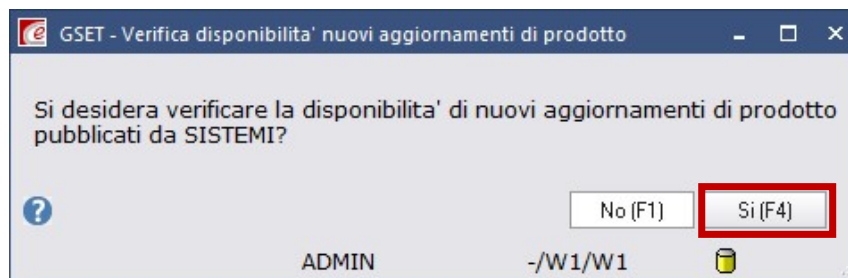 GSET - Verifica disponibilita' nuovi aggiornamenti di prodotto
Si desidera verificare la disponibilita' di nuovi aggiornamenti di prodotto
pubblicati da SISTEMI?
No (F1) Si (F4)
ADMIN -/W1/W1